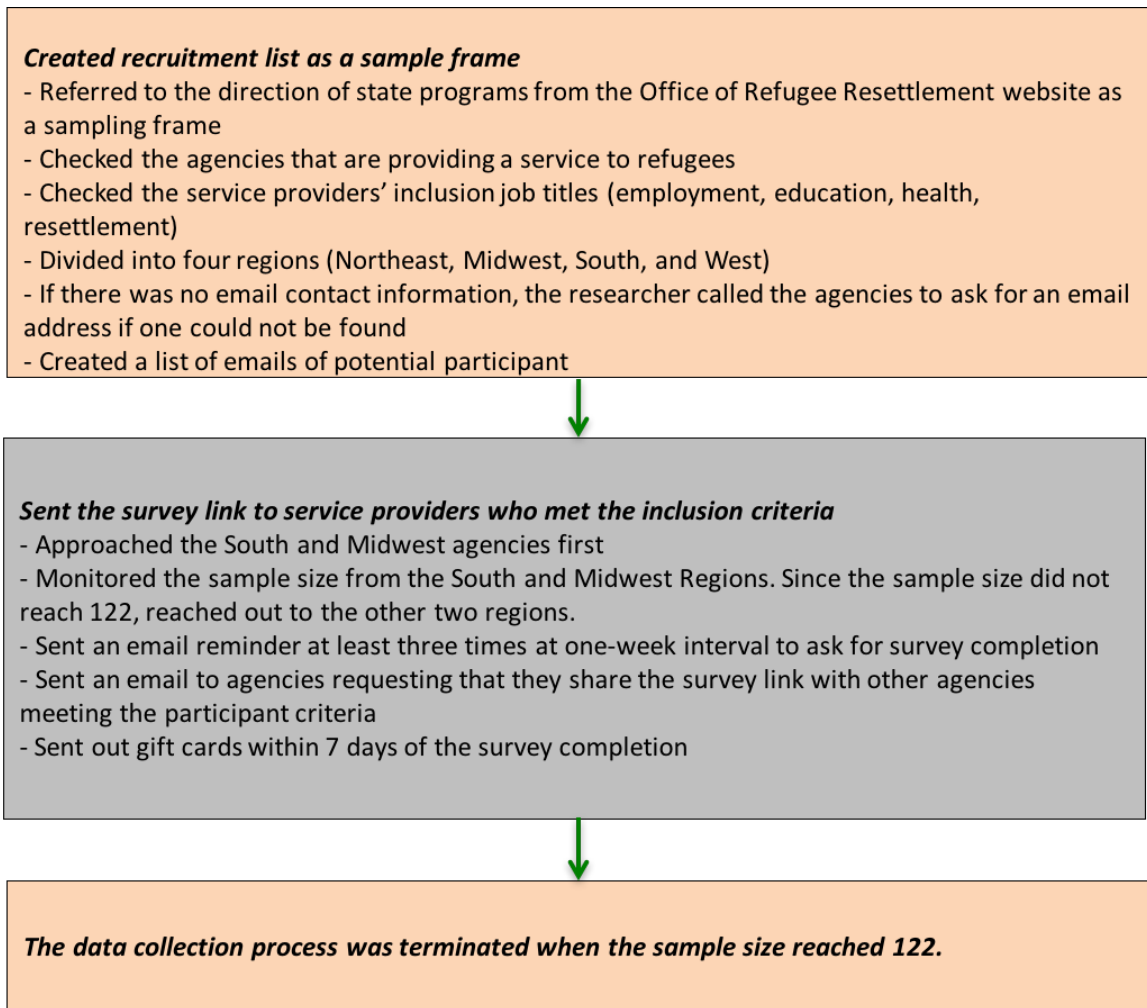 Created recruitment list as a sample frame
- Referred to the direction of state programs from the Office of Refugee Resettlement website as
a sampling frame
- Checked the agencies that are providing a service to refugees
- Checked the service providers’ inclusion job titles (employment, education, health,
resettlement)
- Divided into four regions (Northeast, Midwest, South, and West)
- If there was no email contact information, the researcher called the agencies to ask for an email
address if one could not be found
- Created a list of emails of potential participant
Sent the survey link to service providers who met the inclusion criteria
- Approached the South and Midwest agencies first
- Monitored the sample size from the South and Midwest Regions. Since the sample size did not
reach 122, reached out to the other two regions.
- Sent an email reminder at least three times at one-week interval to ask for survey completion
- Sent an email to agencies requesting that they share the survey link with other agencies
meeting the participant criteria
- Sent out gift cards within 7 days of the survey completion
The data collection process was terminated when the sample size reached 122.